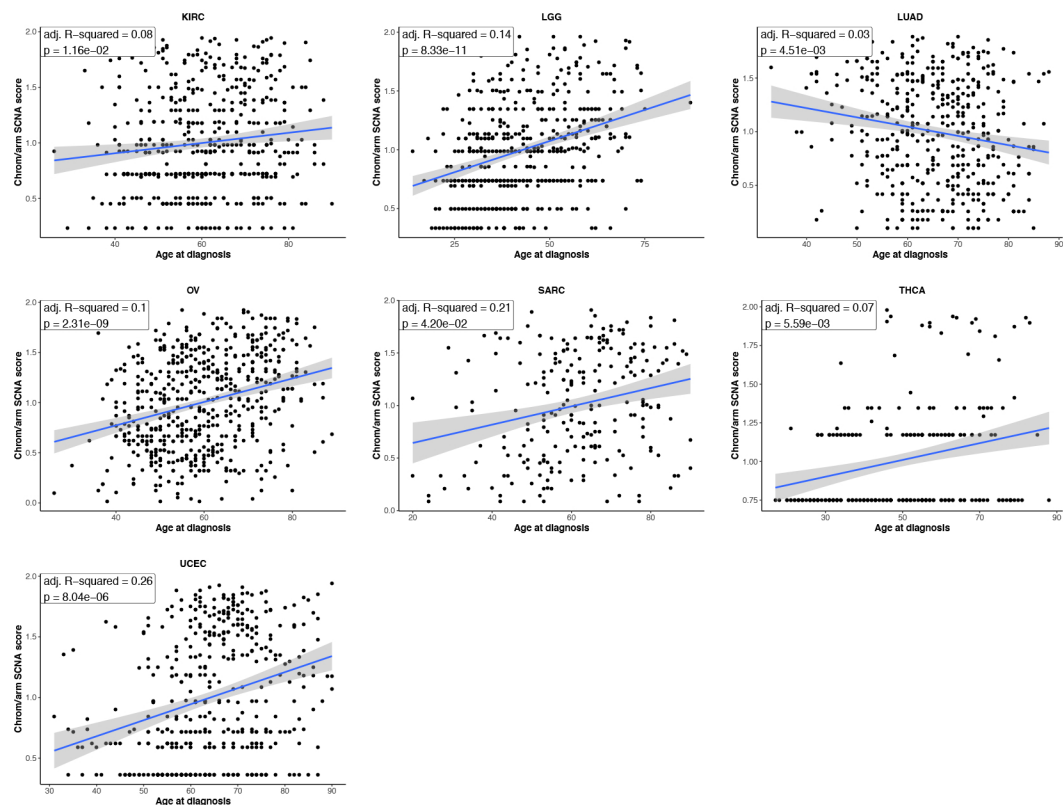 KIRC
adj. R−squared = 0.08
p = 1.16e−02
Chrom/arm SCNA score
2.0
1.5
1.0
0.5
40 60 80
Age at diagnosis
LGG
adj. R−squared = 0.14
p = 8.33e−11
Chrom/arm SCNA score
2.0
1.5
1.0
0.5
25 50 75
Age at diagnosis
LUAD
adj. R−squared = 0.03
p = 4.51e−03
Chrom/arm SCNA score
1.5
1.0
0.5
40 50 60 70 80 90
Age at diagnosis
OV
adj. R−squared = 0.1
p = 2.31e−09
Chrom/arm SCNA score
2.0
1.5
1.0
0.5
0.0
40 60 80
Age at diagnosis
SARC
adj. R−squared = 0.21
p = 4.20e−02
Chrom/arm SCNA score
2.0
1.5
1.0
0.5
0.0
20 40 60 80
Age at diagnosis
THCA
adj. R−squared = 0.07
p = 5.59e−03
Chrom/arm SCNA score
2.00
1.75
1.50
1.25
1.00
0.75
30 50 70 90
Age at diagnosis
UCEC
adj. R−squared = 0.26
p = 8.04e−06
Chrom/arm SCNA score
2.0
1.5
1.0
0.5
30 40 50 60 70 80 90
Age at diagnosis